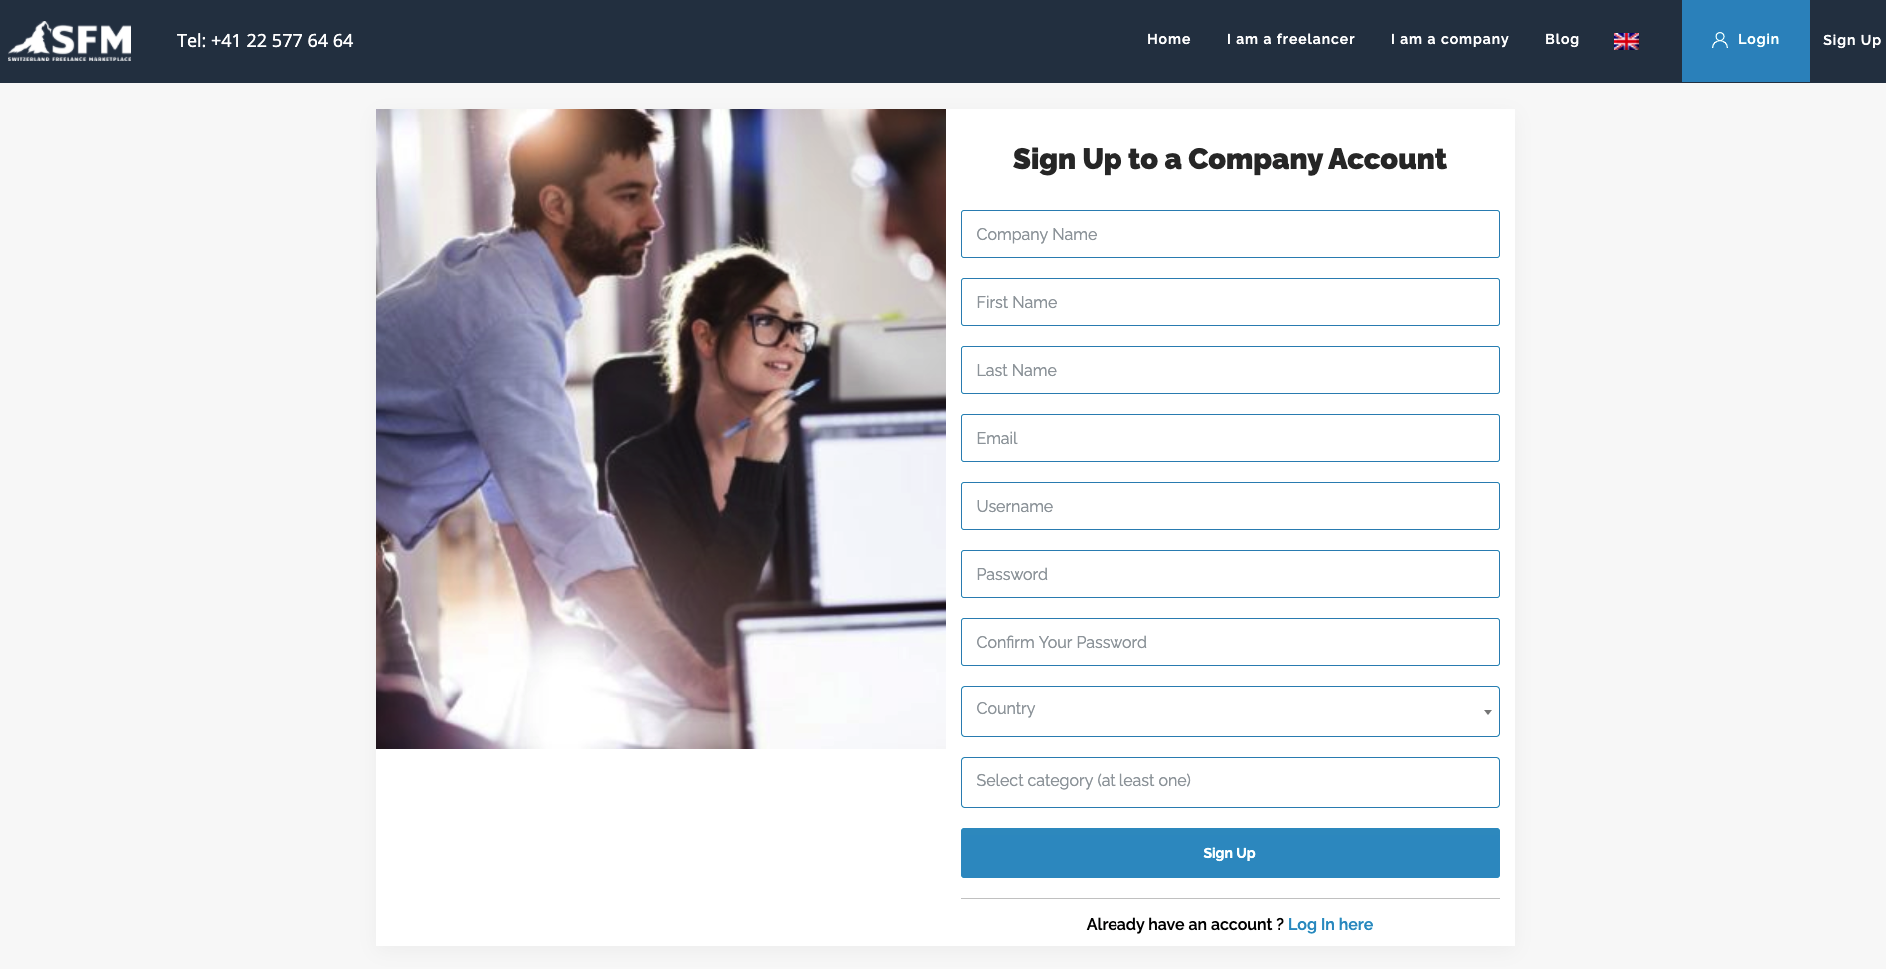 SFM
SWITZERLAND FREELANCE MARKETPLACE
Tel: +41 22 577 64 64
Home
I am a freelancer
I am a company
Blog
Login
Sign Up
Sign Up to a Company Account
Company Name
First Name
Last Name
Email
Username
Password
Confirm Your Password
Country
Select category (at least one)
Sign Up
Already have an account ? Log In here